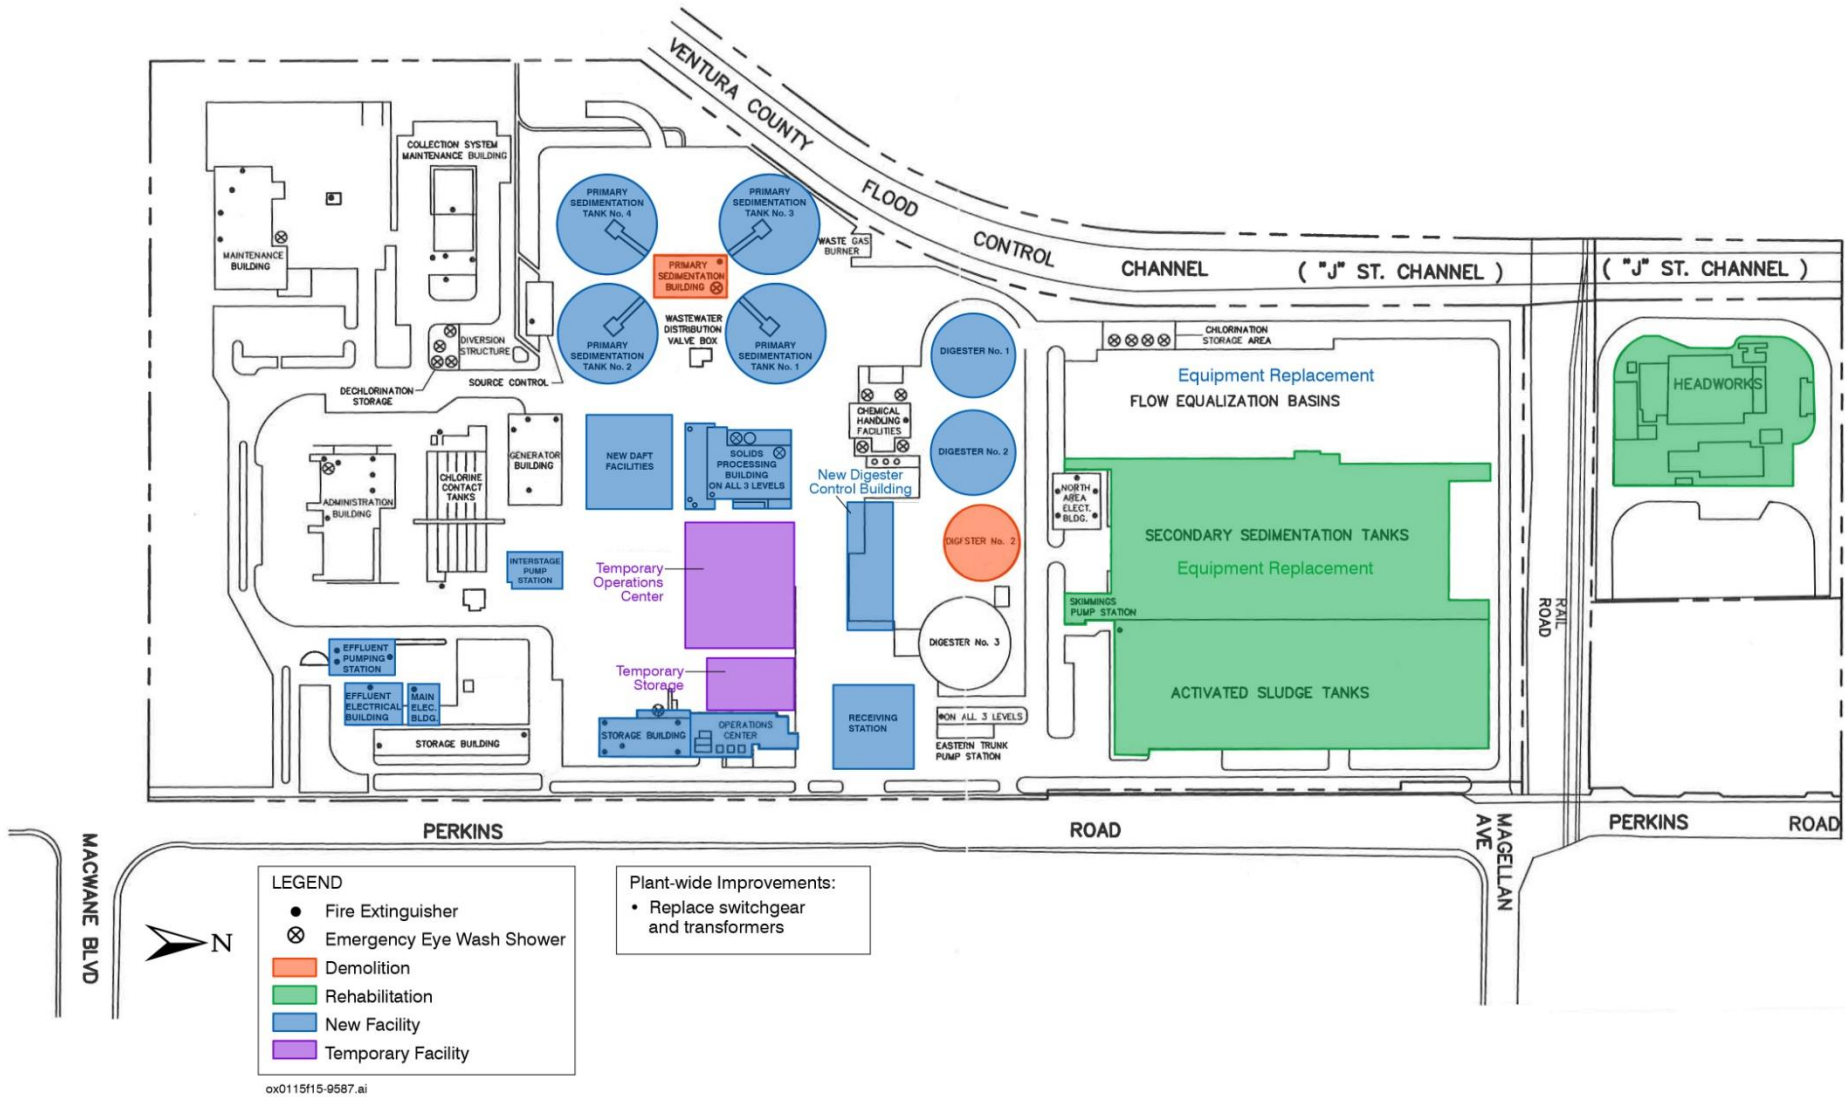 VENTURA COUNTY FLOOD CONTROL CHANNEL ( "J" ST. CHANNEL )
( "J" ST. CHANNEL )
COLLECTION SYSTEM
MAINTENANCE BUILDING
MAINTENANCE
BUILDING
PRIMARY
SEDIMENTATION
TANK No. 4
PRIMARY
SEDIMENTATION
TANK No. 3
WASTE GAS
BURNER
PRIMARY
SEDIMENTATION
BUILDING
PRIMARY
SEDIMENTATION
TANK No. 2
WASTEWATER
DISTRIBUTION
VALVE BOX
PRIMARY
SEDIMENTATION
TANK No. 1
DIVERSION
STRUCTURE
SOURCE CONTROL
DECHLORINATION
STORAGE
DIGESTER No. 1
CHLORINATION
STORAGE AREA
Equipment Replacement
FLOW EQUALIZATION BASINS
HEADWORKS
CHEMICAL
HANDLING
FACILITIES
DIGESTER No. 2
GENERATOR
BUILDING
NEW DAFT
FACILITIES
SOLIDS
PROCESSING
BUILDING
ON ALL 3 LEVELS
New Digester
Control Building
ADMINISTRATION
BUILDING
CHLORINE
CONTACT
TANKS
NORTH
AREA
ELECT.
BLDG.
DIGESTER No. 2
SECONDARY SEDIMENTATION TANKS
Equipment Replacement
INTERSTAGE
PUMP
STATION
Temporary
Operations
Center
SKIMMINGS
PUMP STATION
RAIL
ROAD
DIGESTER No. 3
EFFLUENT
PUMPING
STATION
Temporary
Storage
EFFLUENT
ELECTRICAL
BUILDING
MAIN
ELEC.
BLDG.
ACTIVATED SLUDGE TANKS
STORAGE BUILDING
STORAGE BUILDING
OPERATIONS
CENTER
RECEIVING
STATION
ON ALL 3 LEVELS
EASTERN TRUNK
PUMP STATION
PERKINS ROAD
PERKINS ROAD
MACWANE BLVD
MAGELLAN
AVE
N
LEGEND
Fire Extinguisher
Emergency Eye Wash Shower
Demolition
Rehabilitation
New Facility
Temporary Facility
Plant-wide Improvements:
• Replace switchgear
and transformers
ox0115f15-9587.ai